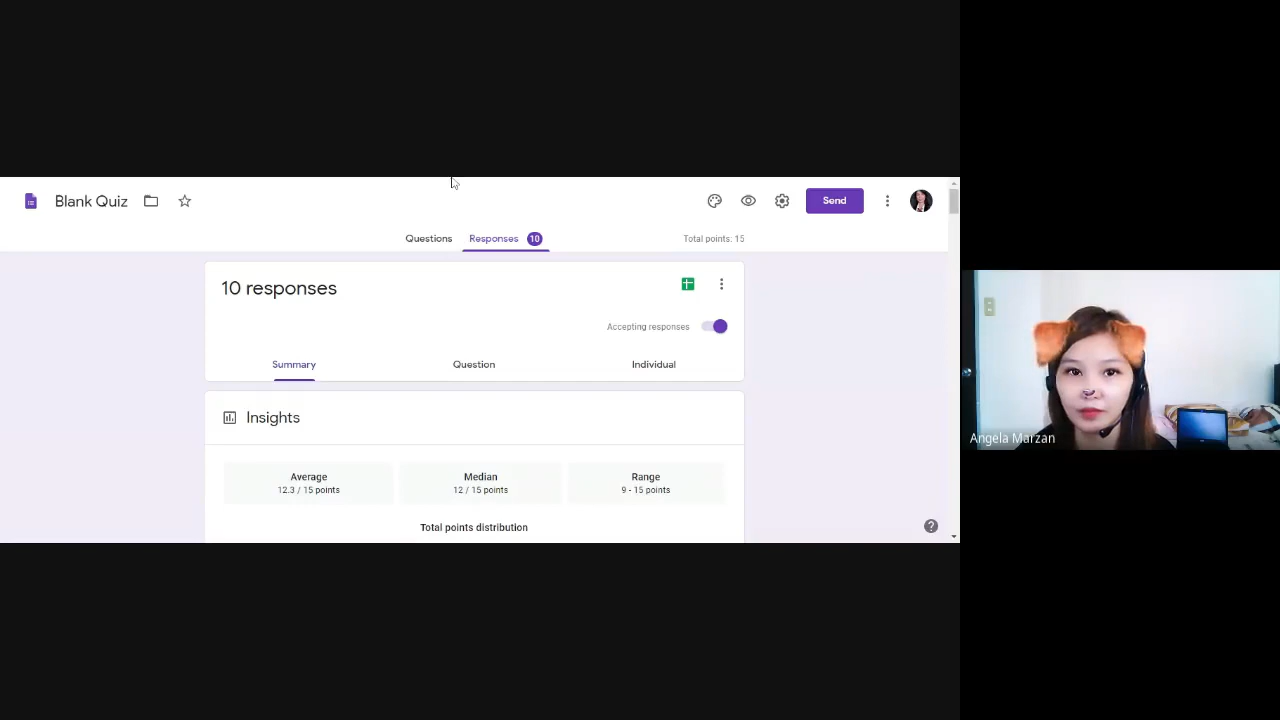 Blank Quiz
Send
Questions Responses 10 Total points: 15
10 responses
Accepting responses
Summary Question Individual
Insights
Average Median Range
12.3 / 15 points 12 / 15 points 9 - 15 points
Total points distribution
Angela Marzan